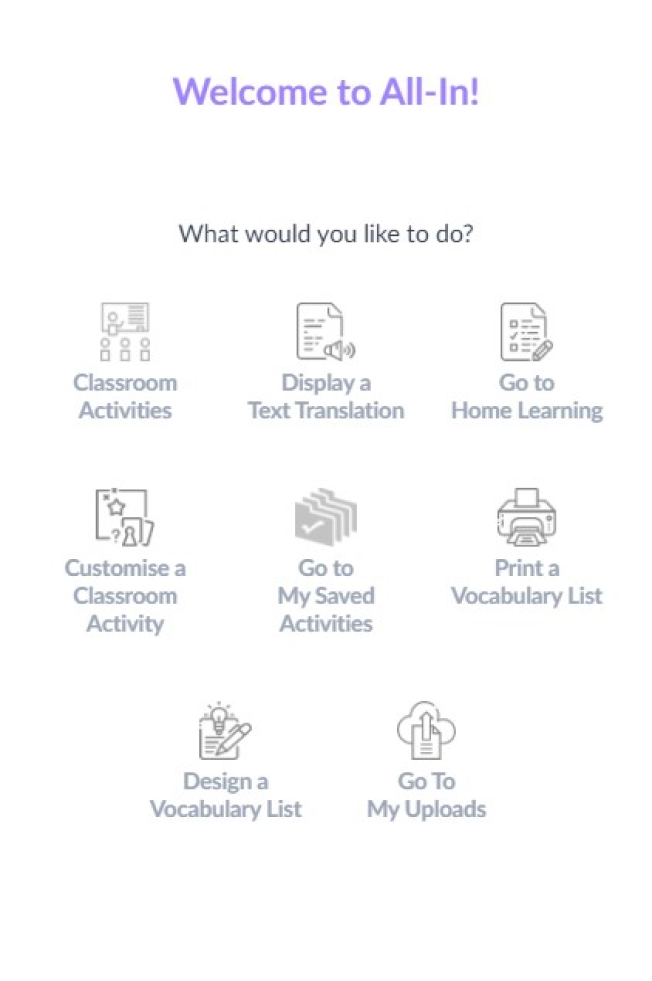 Welcome to All-In!
What would you like to do?
Classroom
Activities
Display a
Text Translation
Go to
Home Learning
Customise a
Classroom
Activity
Go to
My Saved
Activities
Print a
Vocabulary List
Design a
Vocabulary List
Go To
My Uploads